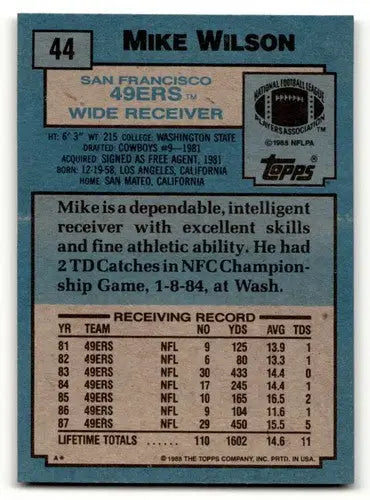 44
MIKE WILSON
SAN FRANCISCO
49ERS TM
WIDE RECEIVER
NATIONAL FOOTBALL LEAGUE
PLAYERS ASSOCIATION
© 1988 NFLPA
topps
HT: 6' 3" WT: 215 COLLEGE: WASHINGTON STATE
DRAFTED: COWBOYS #9—1981
ACQUIRED: SIGNED AS FREE AGENT, 1981
BORN: 12-19-58, LOS ANGELES, CALIFORNIA
HOME: SAN MATEO, CALIFORNIA
Mike is a dependable, intelligent
receiver with excellent skills
and fine athletic ability. He had
2 TD Catches in NFC Champion-
ship Game, 1-8-84, at Wash.
RECEIVING RECORD
YR TEAM NO YDS AVG TDS
81 49ERS NFL 9 125 13.9 1
82 49ERS NFL 6 80 13.3 1
83 49ERS NFL 30 433 14.4 0
84 49ERS NFL 17 245 14.4 1
85 49ERS NFL 10 165 16.5 2
86 49ERS NFL 9 104 11.6 1
87 49ERS NFL 29 450 15.5 5
LIFETIME TOTALS ...... 110 1602 14.6 11
A* © 1988 THE TOPPS COMPANY, INC. PRTD. IN U.S.A.